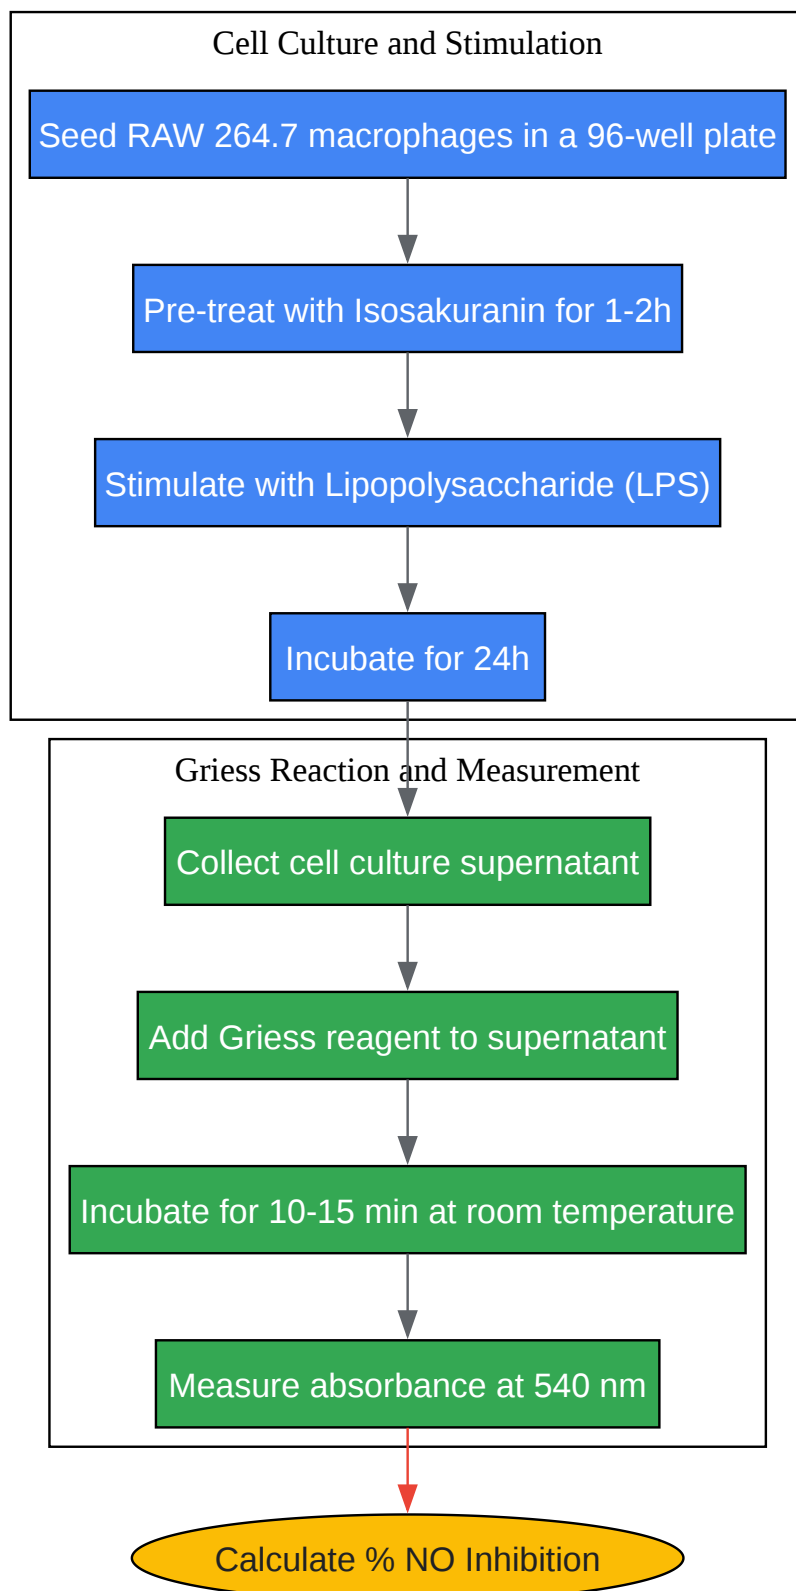 Cell Culture and Stimulation
Seed RAW 264.7 macrophages in a 96-well plate
Pre-treat with Isosakuranin for 1-2h
Stimulate with Lipopolysaccharide (LPS)
Incubate for 24h
Griess Reaction and Measurement
Collect cell culture supernatant
Add Griess reagent to supernatant
Incubate for 10-15 min at room temperature
Measure absorbance at 540 nm
Calculate % NO Inhibition